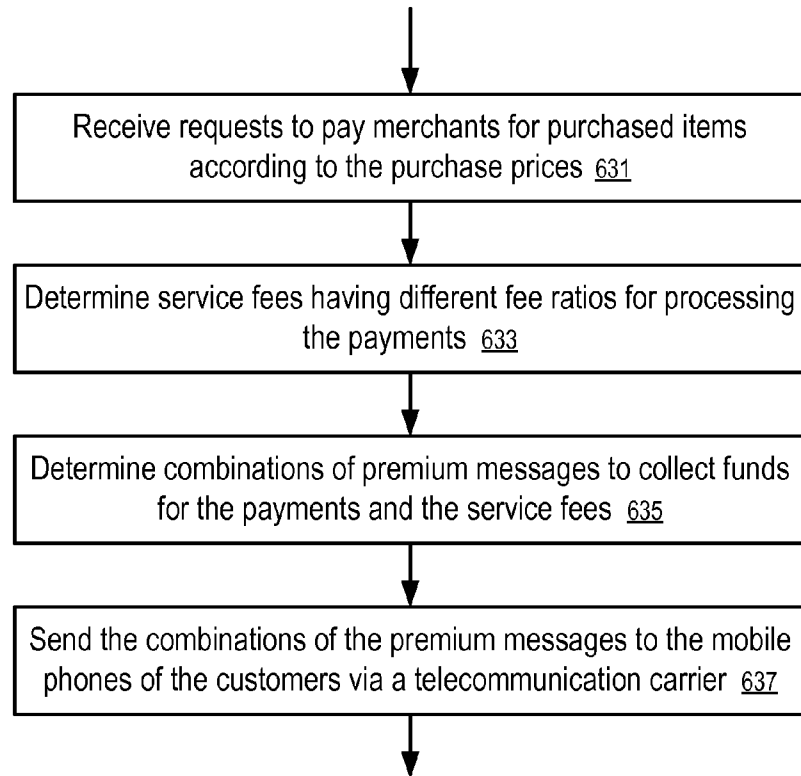 Receive requests to pay merchants for purchased items
according to the purchase prices 631
Determine service fees having different fee ratios for processing
the payments 633
Determine combinations of premium messages to collect funds
for the payments and the service fees 635
Send the combinations of the premium messages to the mobile
phones of the customers via a telecommunication carrier 637